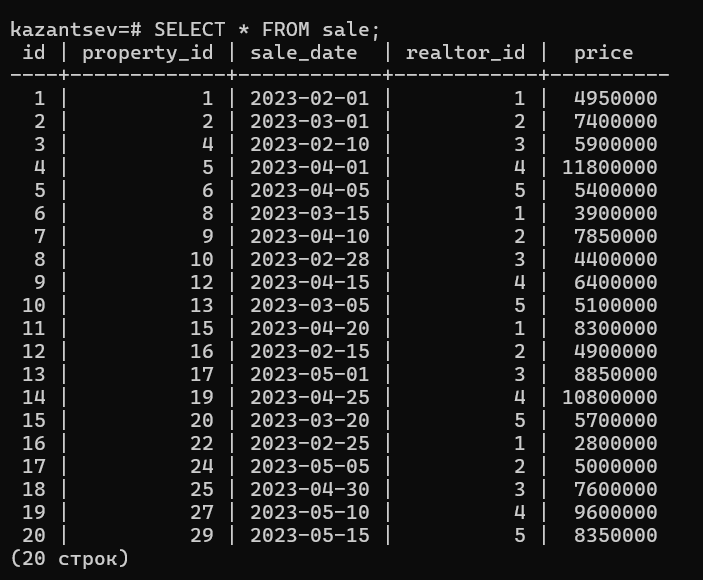 kazantsev=# SELECT * FROM sale;
 id | property_id | sale_date  | realtor_id |  price
----+-------------+------------+------------+----------
  1 |           1 | 2023-02-01 |          1 |  4950000
  2 |           2 | 2023-03-01 |          2 |  7400000
  3 |           4 | 2023-02-10 |          3 |  5900000
  4 |           5 | 2023-04-01 |          4 | 11800000
  5 |           6 | 2023-04-05 |          5 |  5400000
  6 |           8 | 2023-03-15 |          1 |  3900000
  7 |           9 | 2023-04-10 |          2 |  7850000
  8 |          10 | 2023-02-28 |          3 |  4400000
  9 |          12 | 2023-04-15 |          4 |  6400000
 10 |          13 | 2023-03-05 |          5 |  5100000
 11 |          15 | 2023-04-20 |          1 |  8300000
 12 |          16 | 2023-02-15 |          2 |  4900000
 13 |          17 | 2023-05-01 |          3 |  8850000
 14 |          19 | 2023-04-25 |          4 | 10800000
 15 |          20 | 2023-03-20 |          5 |  5700000
 16 |          22 | 2023-02-25 |          1 |  2800000
 17 |          24 | 2023-05-05 |          2 |  5000000
 18 |          25 | 2023-04-30 |          3 |  7600000
 19 |          27 | 2023-05-10 |          4 |  9600000
 20 |          29 | 2023-05-15 |          5 |  8350000
(20 строк)